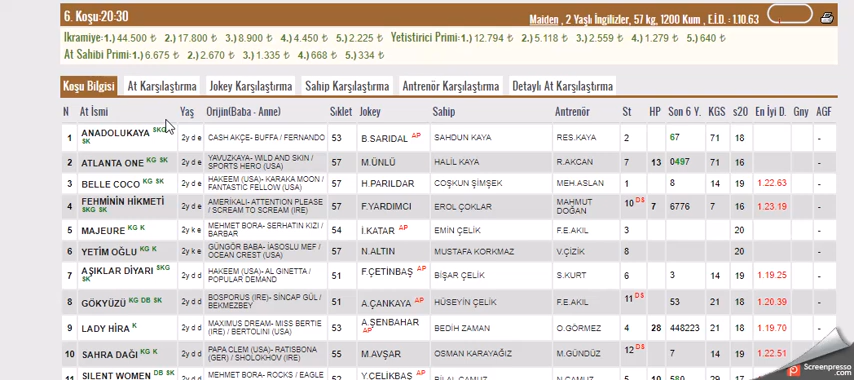 6. Koşu:20:30
Maiden , 2 Yaşlı İngilizler, 57 kg, 1200 Kum , E.İ.D. : 1.10.63
İkramiye: 1.) 44.500 ₺ 2.) 17.800 ₺ 3.) 8.900 ₺ 4.) 4.450 ₺ 5.) 2.225 ₺ Yetistirici Primi: 1.) 12.794 ₺ 2.) 5.118 ₺ 3.) 2.559 ₺ 4.) 1.279 ₺ 5.) 640 ₺
At Sahibi Primi: 1.) 6.675 ₺ 2.) 2.670 ₺ 3.) 1.335 ₺ 4.) 668 ₺ 5.) 334 ₺
Koşu Bilgisi At Karşılaştırma Jokey Karşılaştırma Sahip Karşılaştırma Antrenör Karşılaştırma Detaylı At Karşılaştırma
N At İsmi Yaş Orijin(Baba - Anne) Sıklet Jokey Sahip Antrenör St HP Son 6 Y. KGS s20 En İyi D. Gny AGF
1 ANADOLUKAYA SKG SK 2y d e CASH AKÇE- BUFFA / FERNANDO 53 B.SARIDAL AP SAHDUN KAYA RES.KAYA 2 67 71 18 -
2 ATLANTA ONE KG SK 2y d e YAVUZKAYA- WILD AND SKIN / SPORTS HERO (USA) 57 M.ÜNLÜ HALİL KAYA R.AKCAN 7 13 0497 71 16 -
3 BELLE COCO KG SK 2y d e HAKEEM (USA)- KARAKA MOON / FANTASTIC FELLOW (USA) 57 H.PARILDAR COŞKUN ŞİMŞEK MEH.ASLAN 1 8 14 19 1.22.63 -
4 FEHMİNİN HİKMETİ SKG SK 2y d e AMERİKALI- ATTENTION PLEASE / SCREAM TO SCREAM (IRE) 57 F.YARDIMCI EROL ÇOKLAR MAHMUT DOĞAN 10 DS 7 6776 7 16 1.23.19 -
5 MAJEURE KG K 2y k e MEHMET BORA- SERHATIN KIZI / BARBAR 54 İ.KATAR AP EMİN ÇELİK F.E.AKIL 3 20 -
6 YETİM OĞLU KG K 2y k e GÜNGÖR BABA- İASOSLU MEF / OCEAN CREST (USA) 57 N.ALTIN MUSTAFA KORKMAZ V.ÇİZİK 8 20 -
7 AŞIKLAR DİYARI SKG SK 2y d d HAKEEM (USA)- AL GINETTA / POPULAR DEMAND 51 F.ÇETİNBAŞ AP BİŞAR ÇELİK S.KURT 6 3 14 19 1.19.25 -
8 GÖKYÜZÜ KG DB SK 2y d d BOSPORUS (IRE)- SİNCAP GÜL / BEKMEZBEY 51 A.ÇANKAYA AP HÜSEYİN ÇELİK F.E.AKIL 11 DS 53 21 18 1.20.39 -
9 LADY HİRA K 2y d d MAXIMUS DREAM- MISS BERTIE (IRE) / BERTOLINI (USA) 53 A.ŞENBAHAR AP BEDİH ZAMAN O.GÖRMEZ 4 28 448223 21 18 1.19.70 -
10 SAHRA DAĞI KG K 2y d d PAPA CLEM (USA)- RATISBONA (GER) / SHOLOKHOV (IRE) 55 M.AVŞAR OSMAN KARAYAĞIZ M.GÜNDÜZ 12 DS 7 14 19 1.22.51 -
SILENT WOMEN DB SK MEHMET BORA- ROCKS / EAGLE Y.ÇELİKBAŞ AP
Screenpresso
.com